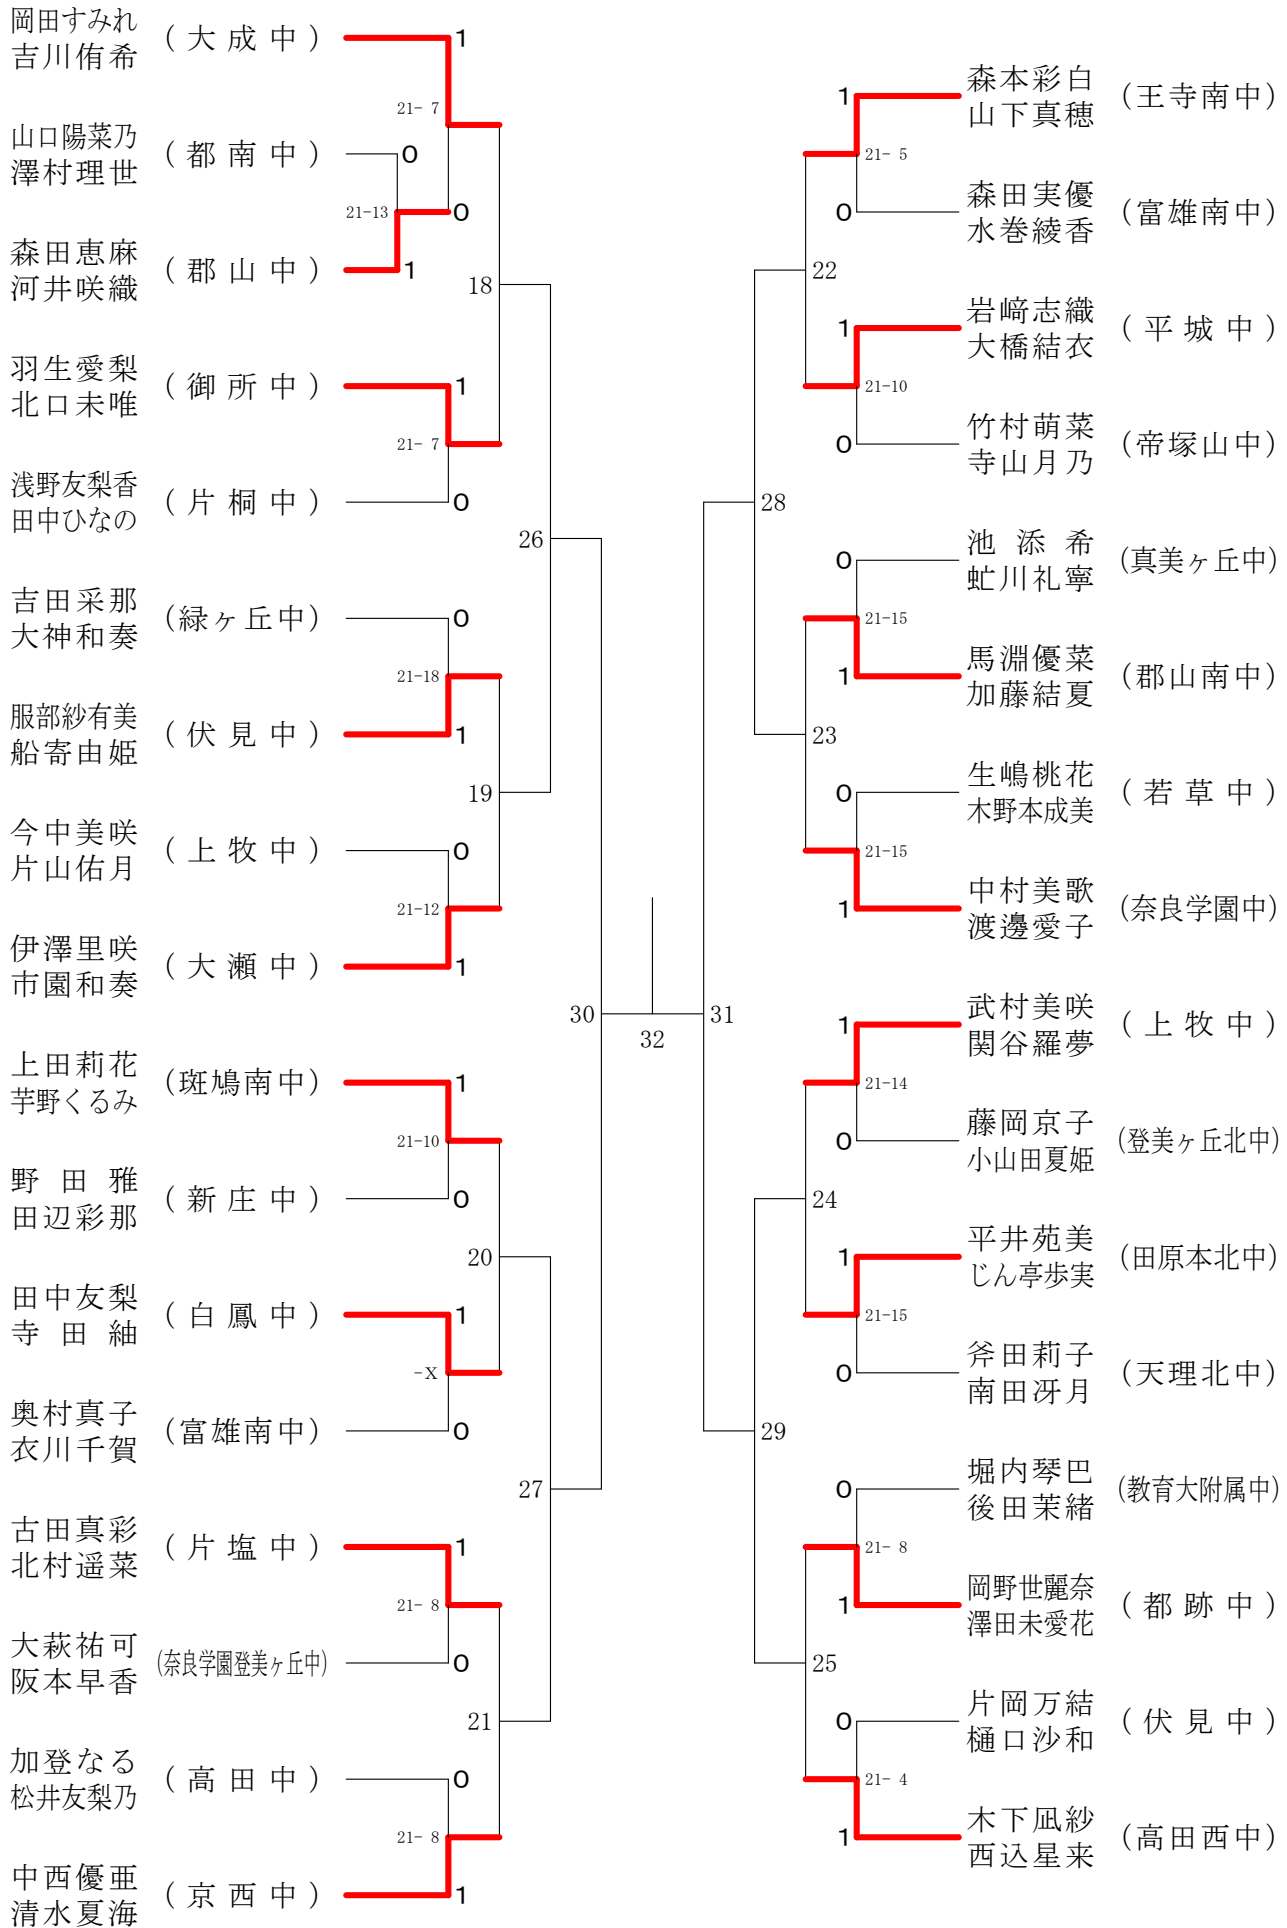 岡田すみれ
吉川侑希
(大成中)
1
21- 7
山口陽菜乃
澤村理世
(都南中)
0
21-13
0
森田恵麻
河井咲織
(郡山中)
1
18
羽生愛梨
北口未唯
(御所中)
1
21- 7
浅野友梨香
田中ひなの
(片桐中)
0
26
吉田采那
大神和奏
(緑ヶ丘中)
0
21-18
服部紗有美
船寄由姫
(伏見中)
1
19
今中美咲
片山佑月
(上牧中)
0
21-12
伊澤里咲
市園和奏
(大瀬中)
1
30
32
上田莉花
芋野くるみ
(斑鳩南中)
1
21-10
野田雅
田辺彩那
(新庄中)
0
20
田中友梨
寺田紬
(白鳳中)
1
-X
奥村真子
衣川千賀
(富雄南中)
0
27
古田真彩
北村遥菜
(片塩中)
1
21- 8
大萩祐可
阪本早香
(奈良学園登美ヶ丘中)
0
21
加登なる
松井友梨乃
(高田中)
0
21- 8
中西優亜
清水夏海
(京西中)
1
森本彩白
山下真穂
(王寺南中)
1
21- 5
森田実優
水巻綾香
(富雄南中)
0
22
岩﨑志織
大橋結衣
(平城中)
1
21-10
竹村萌菜
寺山月乃
(帝塚山中)
0
28
池添希
虻川礼寧
(真美ヶ丘中)
0
21-15
馬淵優菜
加藤結夏
(郡山南中)
1
23
生嶋桃花
木野本成美
(若草中)
0
21-15
中村美歌
渡邊愛子
(奈良学園中)
1
31
武村美咲
関谷羅夢
(上牧中)
1
21-14
藤岡京子
小山田夏姫
(登美ヶ丘北中)
0
24
平井苑美
じん亭歩実
(田原本北中)
1
21-15
斧田莉子
南田冴月
(天理北中)
0
29
堀内琴巴
後田茉緒
(教育大附属中)
0
21- 8
岡野世麗奈
澤田未愛花
(都跡中)
1
25
片岡万結
樋口沙和
(伏見中)
0
21- 4
木下凪紗
西込星来
(高田西中)
1